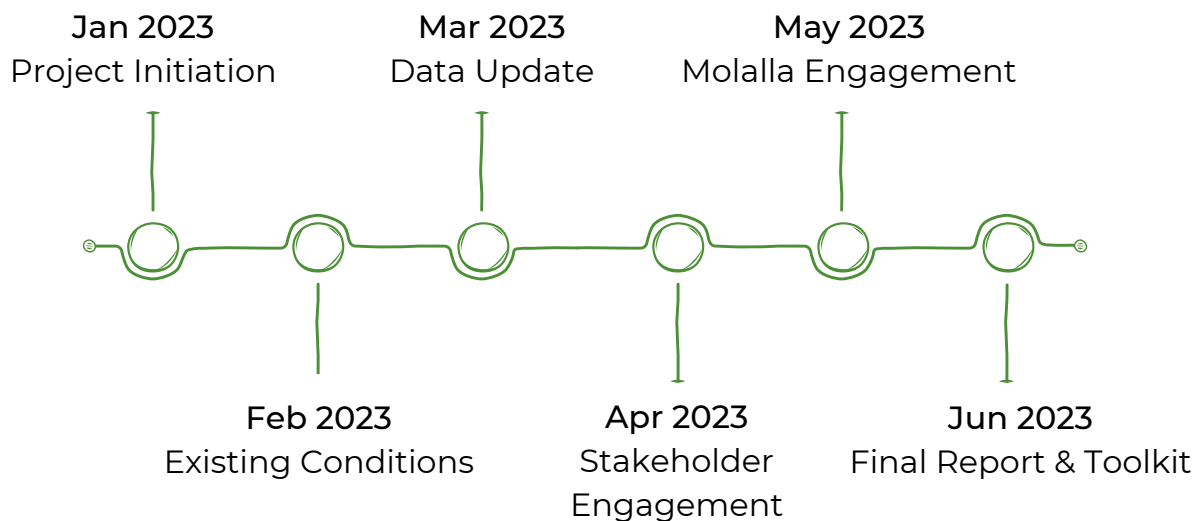 Jan 2023
Project Initiation
Mar 2023
Data Update
May 2023
Molalla Engagement
Feb 2023
Existing Conditions
Apr 2023
Stakeholder
Engagement
Jun 2023
Final Report & Toolkit